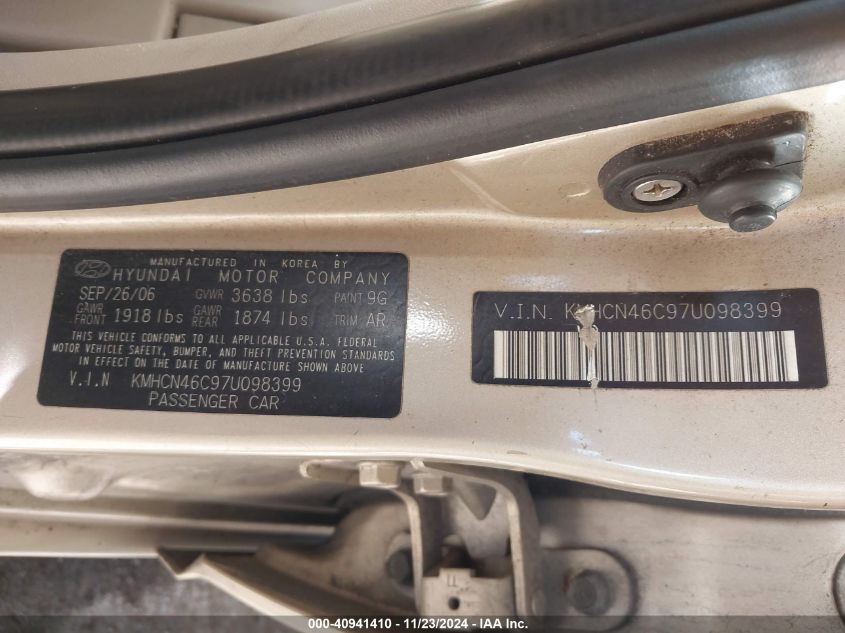 MANUFACTURED IN KOREA BY
HYUNDAI MOTOR COMPANY
SEP/26/06 GVWR 3638 lbs PAINT 9G
GAWR FRONT 1918 lbs GAWR REAR 1874 lbs TRIM AR
THIS VEHICLE CONFORMS TO ALL APPLICABLE U.S.A. FEDERAL
MOTOR VEHICLE SAFETY, BUMPER, AND THEFT PREVENTION STANDARDS
IN EFFECT ON THE DATE OF MANUFACTURE SHOWN ABOVE
V.I.N KMHCN46C97U098399
PASSENGER CAR
V.I.N. KMHCN46C97U098399
000-40941410 - 11/23/2024 - IAA Inc.